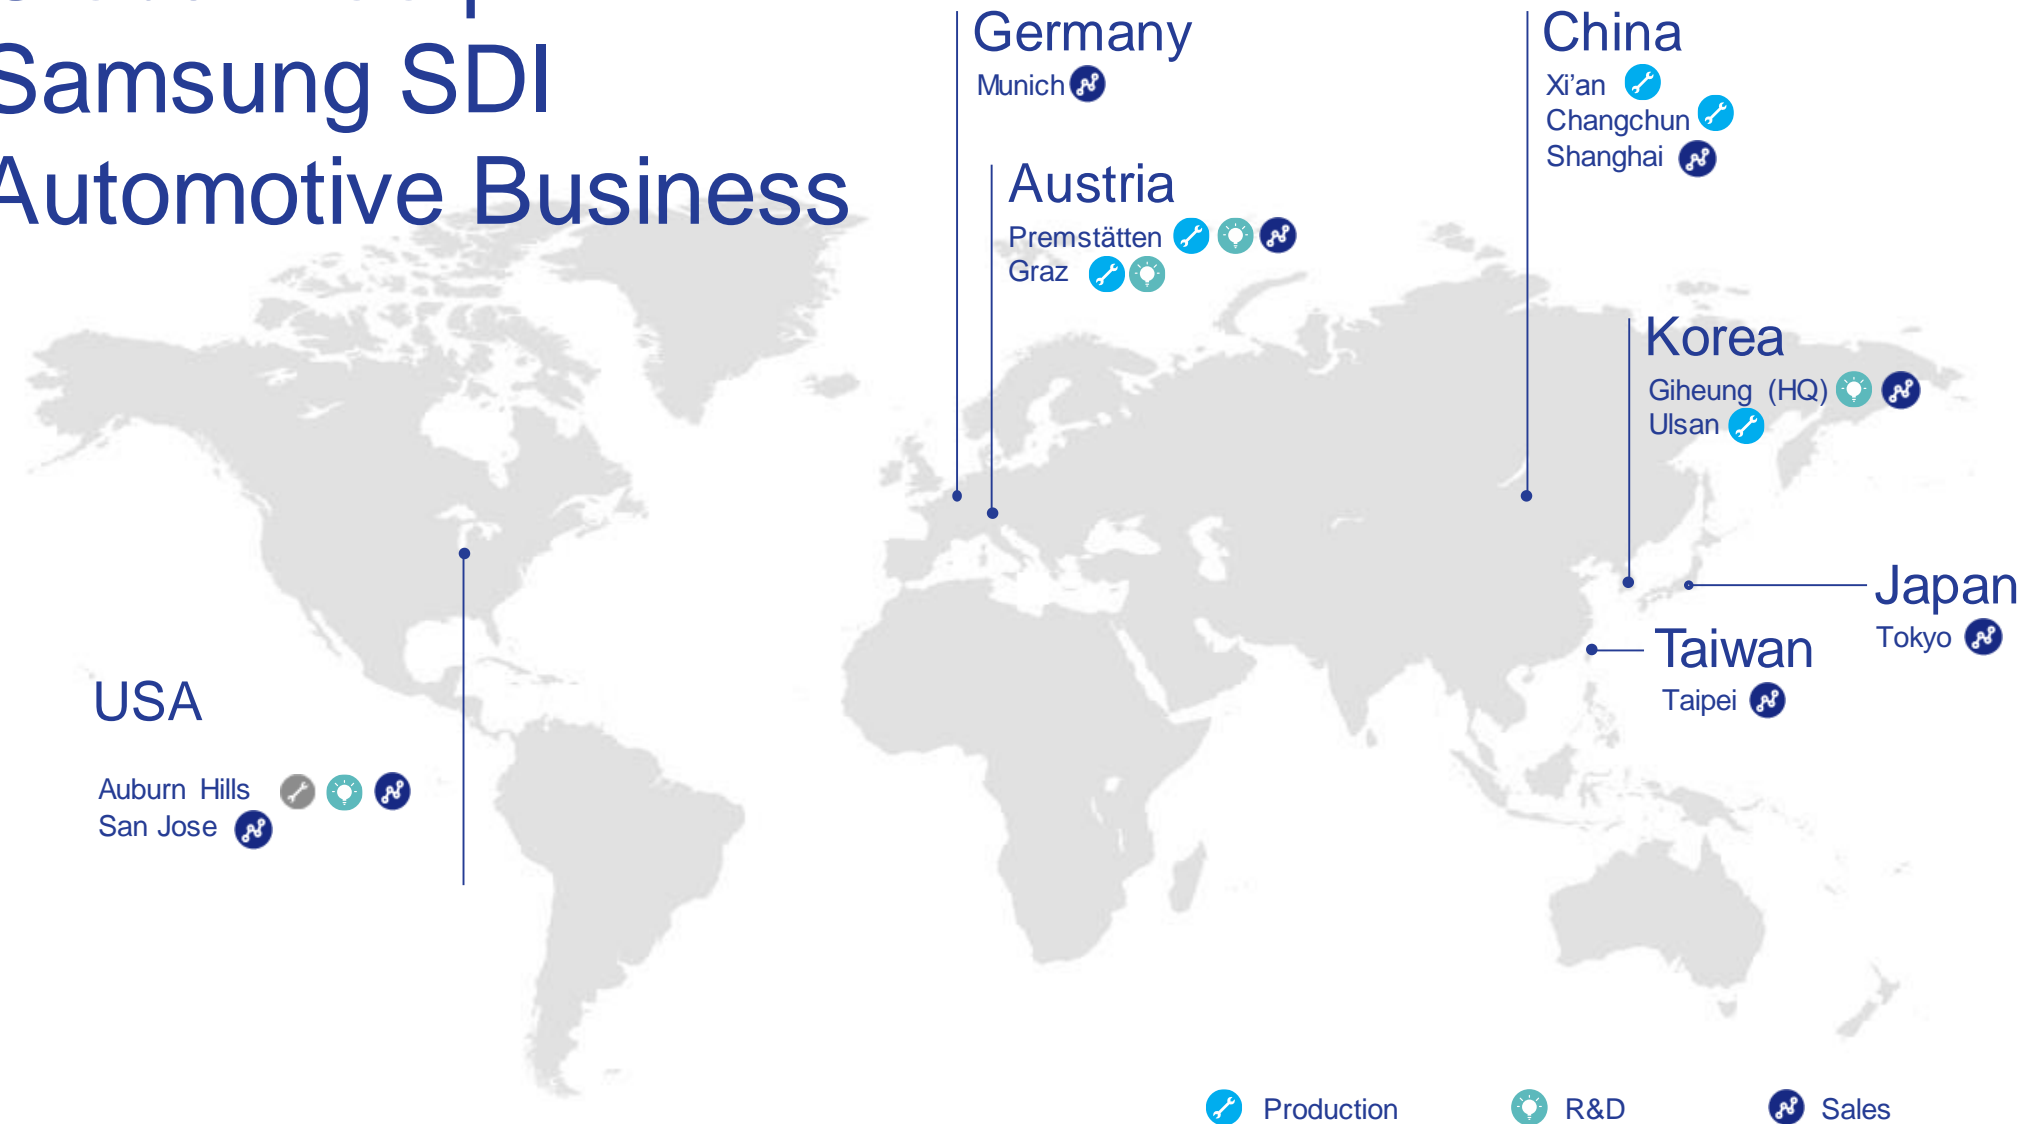 Samsung SDI
Automotive Business
Germany
Munich
China
Xi’an
Changchun
Shanghai
Austria
Premstätten
Graz
Korea
Giheung (HQ)
Ulsan
Japan
Tokyo
Taiwan
Taipei
USA
Auburn Hills
San Jose
Production
R&D
Sales